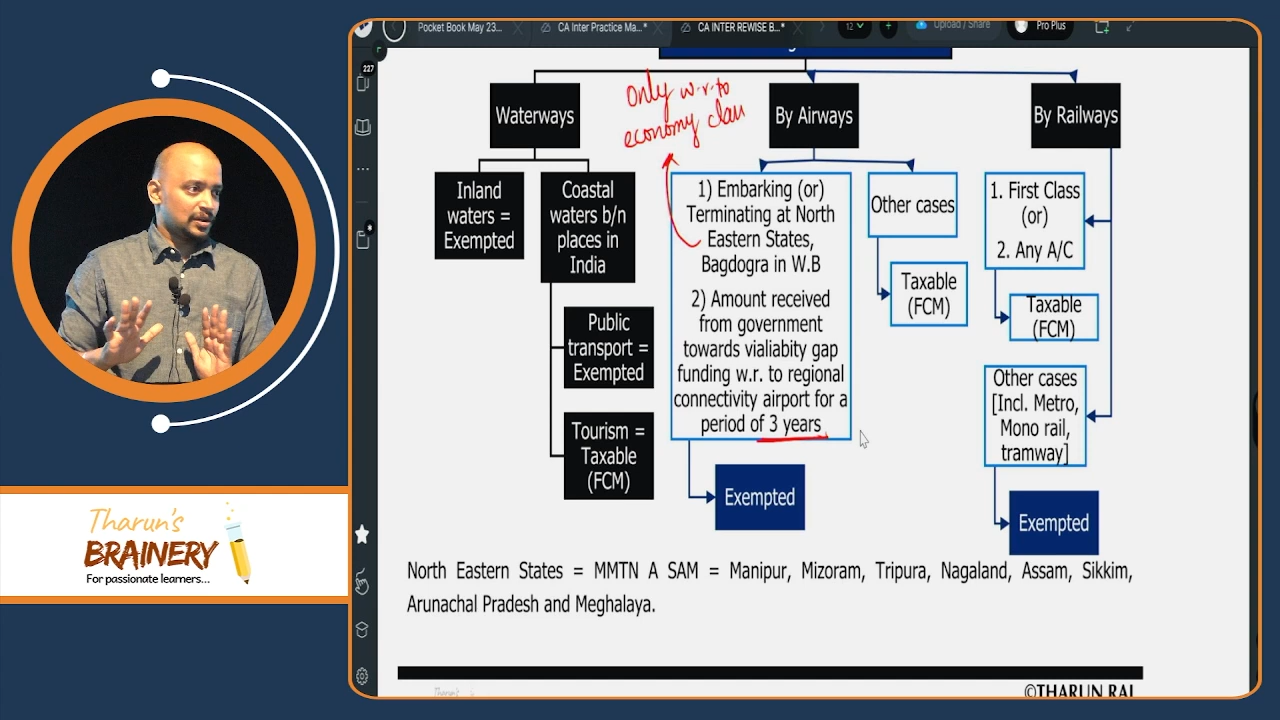 Pocket Book May 23...
CA Inter Practice Ma...*
CA INTER REWISE B...*
12
Upload / Share
Pro Plus
227
only w.r.to
economy class
Waterways
By Airways
By Railways
Inland
waters =
Exempted
Coastal
waters b/n
places in
India
Public
transport =
Exempted
Tourism =
Taxable
(FCM)
1) Embarking (or)
Terminating at North
Eastern States,
Bagdogra in W.B
2) Amount received
from government
towards vialiabity gap
funding w.r. to regional
connectivity airport for a
period of 3 years
Exempted
Other cases
Taxable
(FCM)
1. First Class
(or)
2. Any A/C
Taxable
(FCM)
Other cases
[Incl. Metro,
Mono rail,
tramway]
Exempted
North Eastern States = MMTN A SAM = Manipur, Mizoram, Tripura, Nagaland, Assam, Sikkim,
Arunachal Pradesh and Meghalaya.
Tharun's
BRAINERY
For passionate learners...
©THARUN RAJ